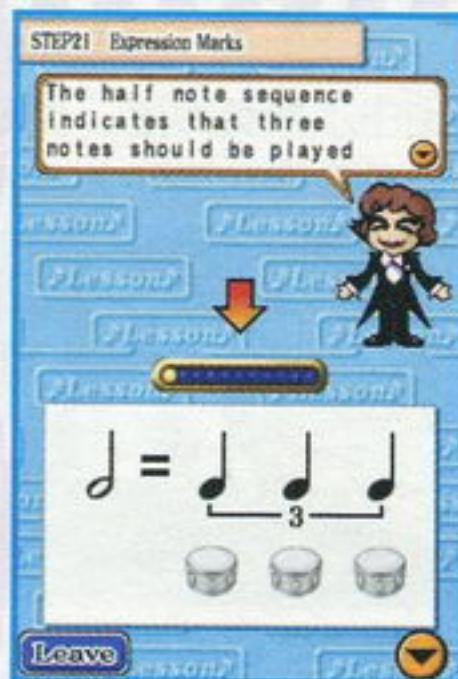 STEP21 Expression Marks
The half note sequence
indicates that three
notes should be played
♪Lesson♪
♪Lesson♪
♪Lesson♪
♪Lesson♪
♪Lesson♪
3
Leave